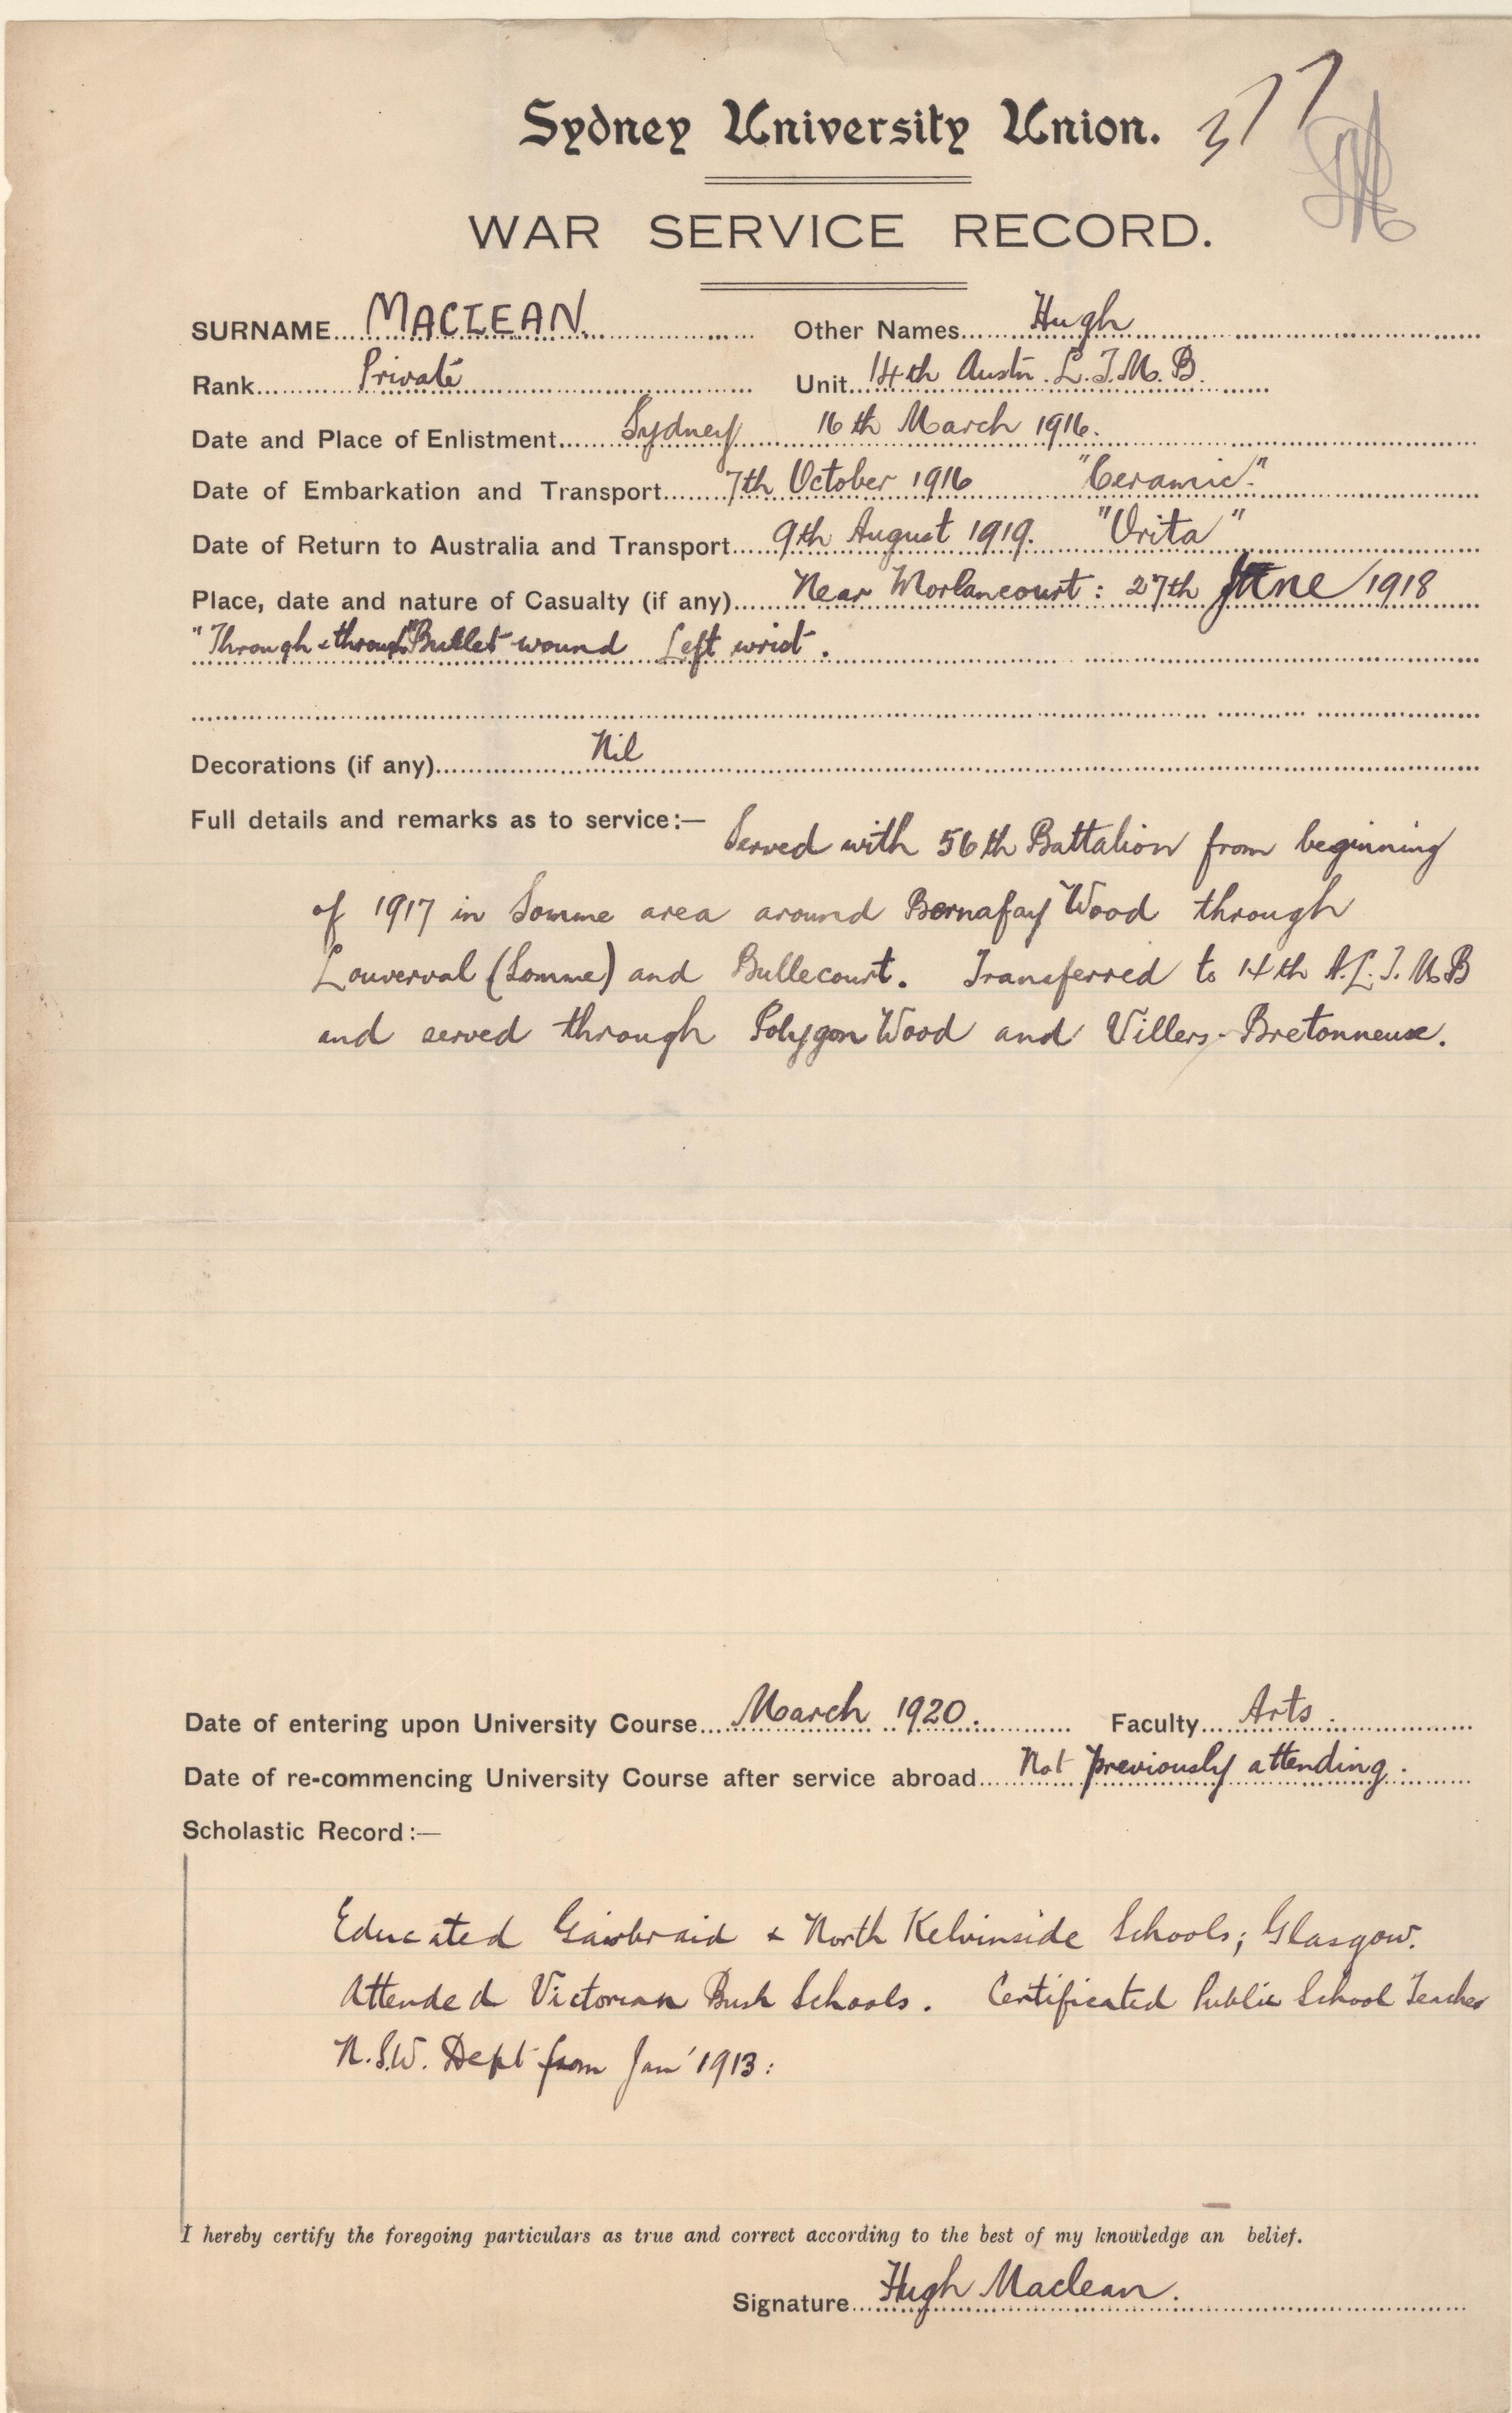 Sydney University Union. 377
WAR SERVICE RECORD.
SURNAME... MACLEAN. Other Names... Hugh
Rank... Private Unit... 14th Austn. L.T.M.B.
Date and Place of Enlistment... Sydney 16th March 1916.
Date of Embarkation and Transport... 7th October 1916 "Ceramic".
Date of Return to Australia and Transport... 9th August 1919. "Orita"
Place, date and nature of Casualty (if any)... Near Morlancourt: 27th June 1918
"Through & through" Bullet wound Left wrist.
Decorations (if any)... Nil
Full details and remarks as to service:— Served with 56th Battalion from beginning
of 1917 in Somme area around Bernafay Wood through
Louverval (Somme) and Bullecourt. Transferred to 14th A.L.T.M.B
and served through Polygon Wood and Villers-Bretonneux.
Date of entering upon University Course... March 1920. Faculty... Arts.
Date of re-commencing University Course after service abroad... Not previously attending.
Scholastic Record:—
Educated Gairbraid & North Kelvinside Schools; Glasgow.
Attended Victorian Bush Schools. Certificated Public School Teacher
N.S.W. Dept from Jan' 1913:
I hereby certify the foregoing particulars as true and correct according to the best of my knowledge an belief.
Signature... Hugh Maclean.